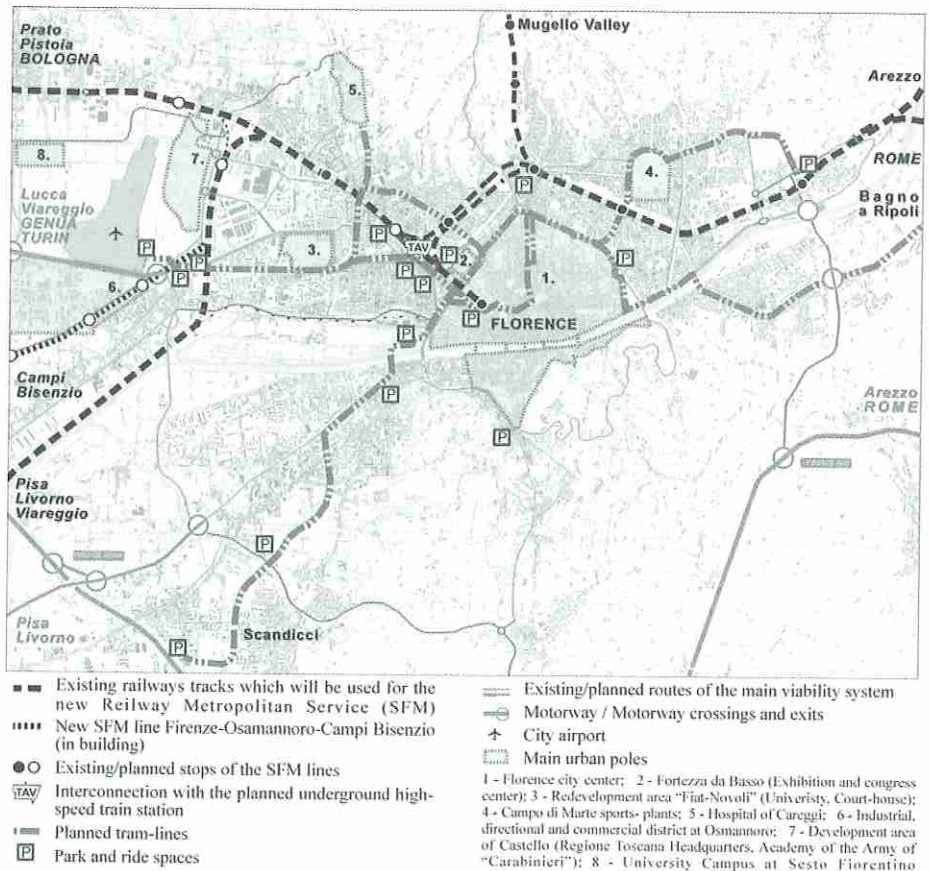 Prato
Pistoia
BOLOGNA
Mugello Valley
Arezzo
5.
8.
7.
4.
ROME
Lucca
Viareggio
GENUA
TURIN
Bagno
a Ripoli
P
P
P
P
3.
P
TAV
P
2.
1.
P
P
P
6.
P
P
FLORENCE
P
P
Campi
Bisenzio
P
Arezzo
ROME
P
Pisa
Livorno
Viareggio
P
Pisa
Livorno
Scandicci
P
Existing railways tracks which will be used for the
new Reilway Metropolitan Service (SFM)
New SFM line Firenze-Osamannoro-Campi Bisenzio
(in building)
Existing/planned stops of the SFM lines
TAV Interconnection with the planned underground high-
speed train station
Planned tram-lines
P Park and ride spaces
Existing/planned routes of the main viability system
Motorway / Motorway crossings and exits
City airport
Main urban poles
1 - Florence city center; 2 - Fortezza da Basso (Exhibition and congress
center); 3 - Redevelopment area "Fiat-Novoli" (Univeristy, Court-house);
4 - Campo di Marte sports- plants; 5 - Hospital of Careggi; 6 - Industrial,
directional and commercial district at Osmannoro; 7 - Development area
of Castello (Regione Toscana Headquarters, Academy of the Army of
"Carabinieri"); 8 - University Campus at Sesto Fiorentino